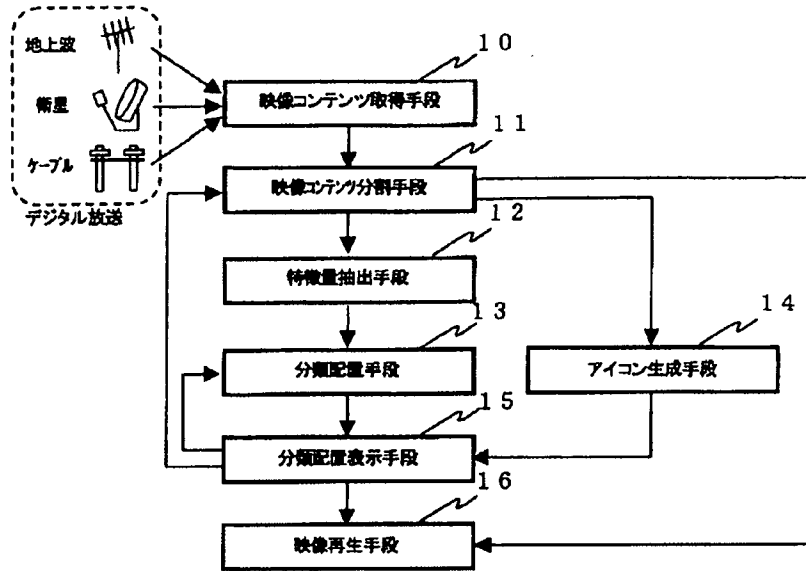 地上波
衛星
ケーブル
デジタル放送
10
映像コンテンツ取得手段
11
映像コンテンツ分割手段
12
特徴量抽出手段
13
分類配置手段
14
アイコン生成手段
15
分類配置表示手段
16
映像再生手段